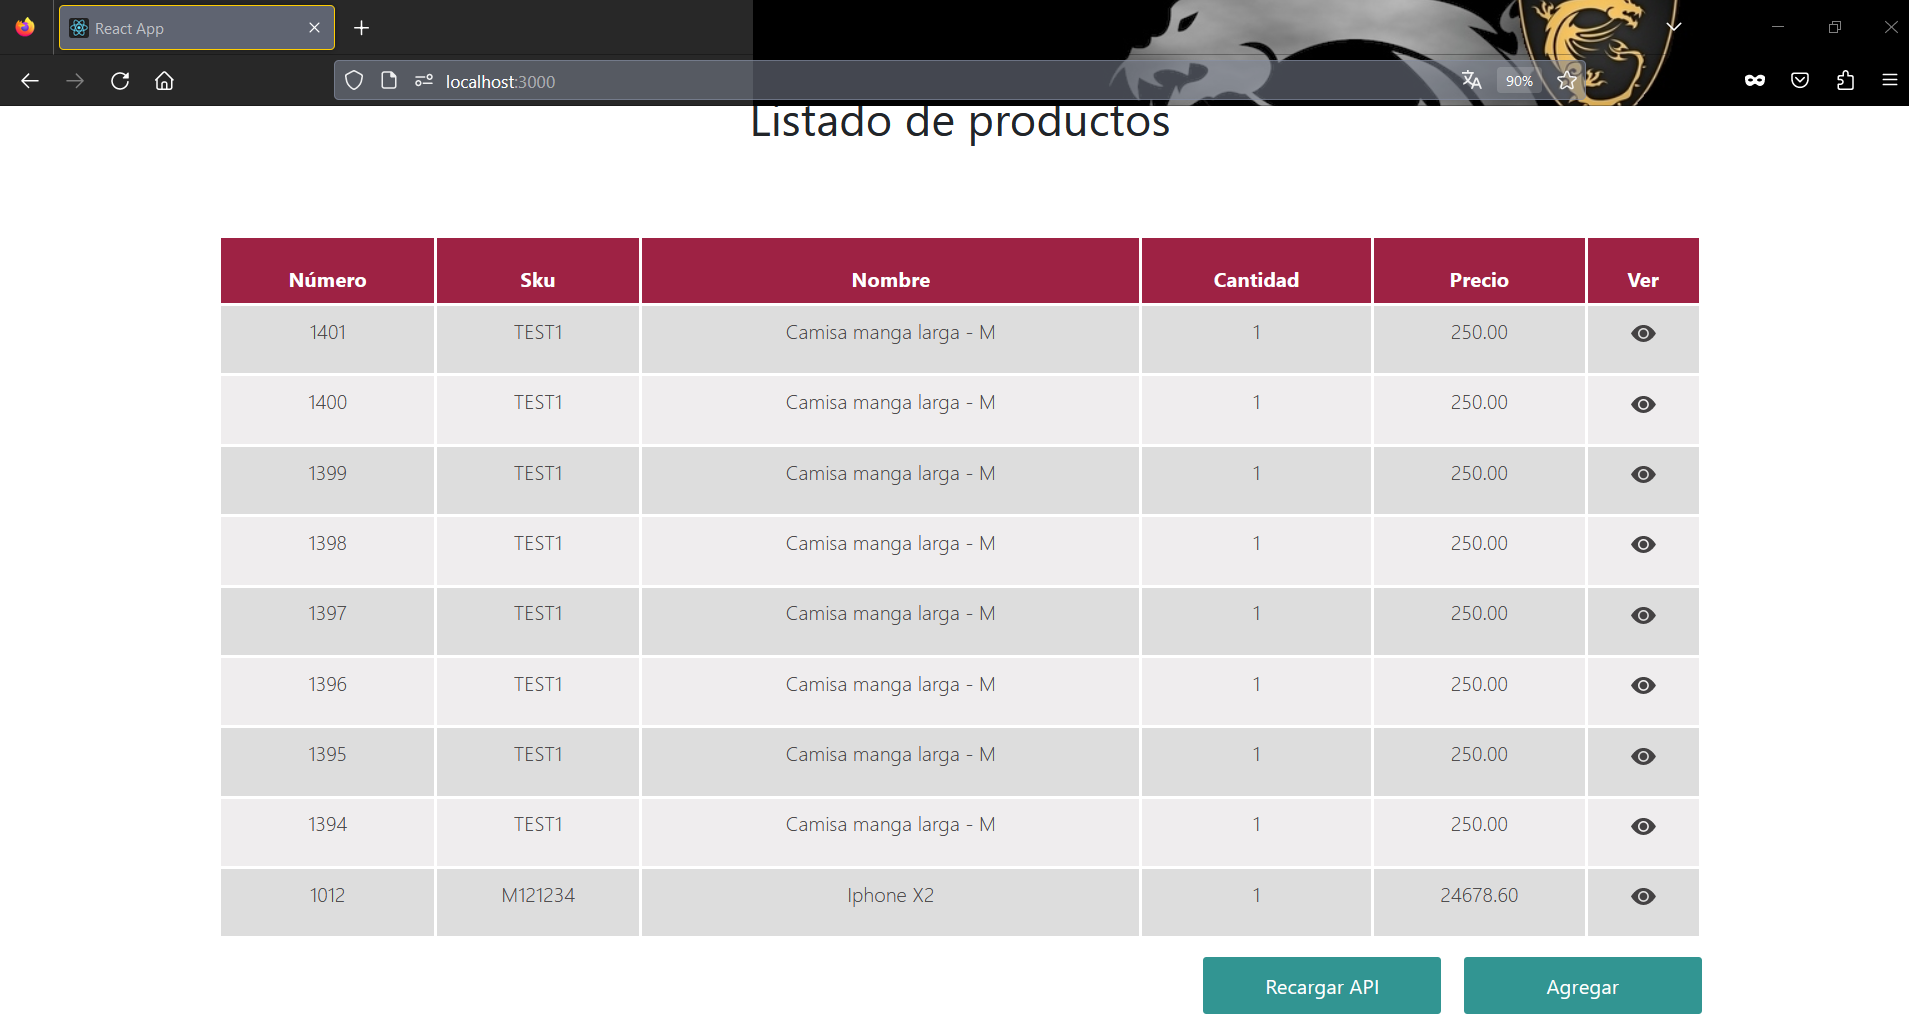 React App
localhost:3000
90%
Listado de productos
Número Sku Nombre Cantidad Precio Ver
1401 TEST1 Camisa manga larga - M 1 250.00
1400 TEST1 Camisa manga larga - M 1 250.00
1399 TEST1 Camisa manga larga - M 1 250.00
1398 TEST1 Camisa manga larga - M 1 250.00
1397 TEST1 Camisa manga larga - M 1 250.00
1396 TEST1 Camisa manga larga - M 1 250.00
1395 TEST1 Camisa manga larga - M 1 250.00
1394 TEST1 Camisa manga larga - M 1 250.00
1012 M121234 Iphone X2 1 24678.60
Recargar API Agregar